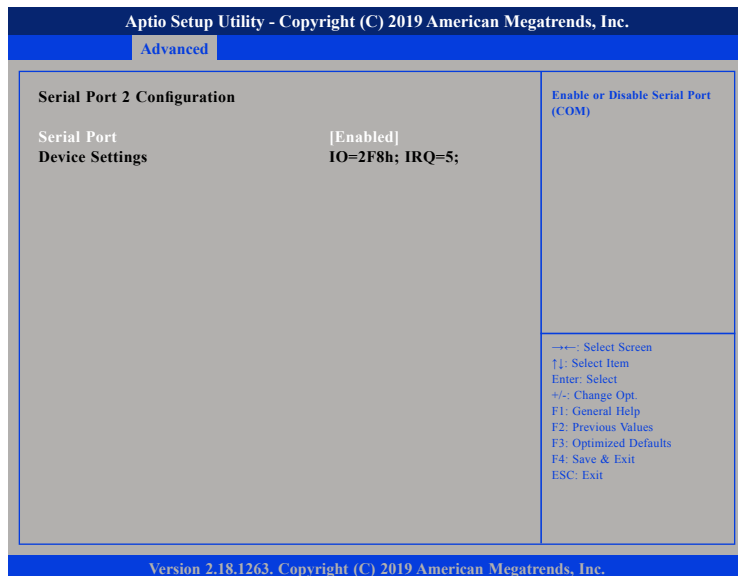 Aptio Setup Utility - Copyright (C) 2019 American Megatrends, Inc.
Advanced
Serial Port 2 Configuration
Serial Port [Enabled]
Device Settings IO=2F8h; IRQ=5;
Enable or Disable Serial Port
(COM)
→←: Select Screen
↑↓: Select Item
Enter: Select
+/-: Change Opt.
F1: General Help
F2: Previous Values
F3: Optimized Defaults
F4: Save & Exit
ESC: Exit
Version 2.18.1263. Copyright (C) 2019 American Megatrends, Inc.